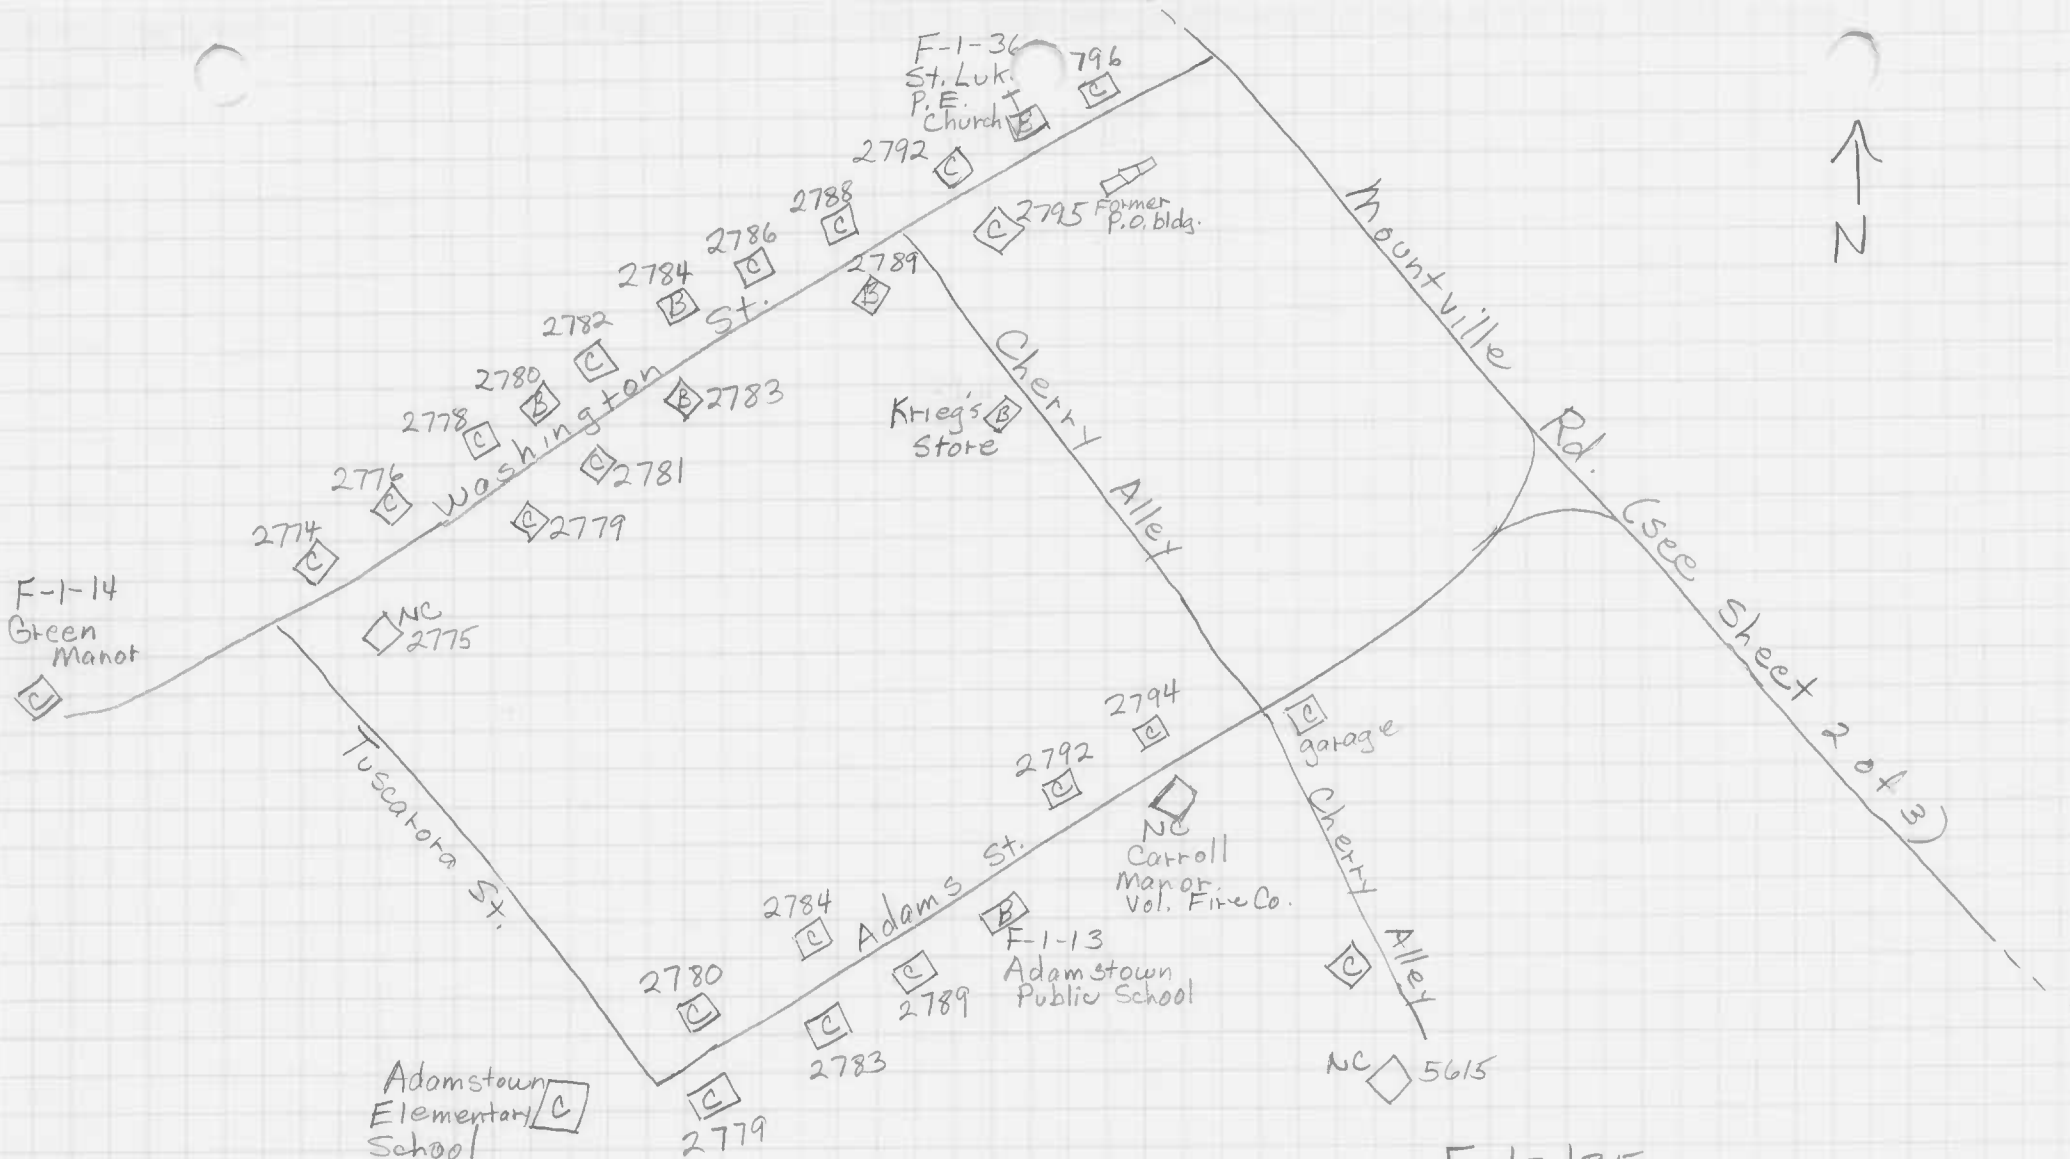 F-1-36
St. Luk.
P.E.
Church
E
796
C
2792
C
2788
C
2795
C
Former
P.O. bldg.
N
2786
C
2784
B
2789
B
2782
C
2780
B
2778
C
2776
C
2774
C
Washington St.
2783
B
2781
C
2779
C
Krieg's
Store
B
Cherry Alley
Mountville Rd. (see Sheet 2 of 3)
F-1-14
Green
Manor
C
NC
2775
Tuscarora St.
2794
C
2792
C
C
garage
NC
Carroll
Manor
Vol. Fire Co.
Cherry Alley
2784
C
Adams St.
B
F-1-13
Adamstown
Public School
2780
C
C
2789
C
2783
C
NC
5615
Adamstown
Elementary
School
C
C
2779